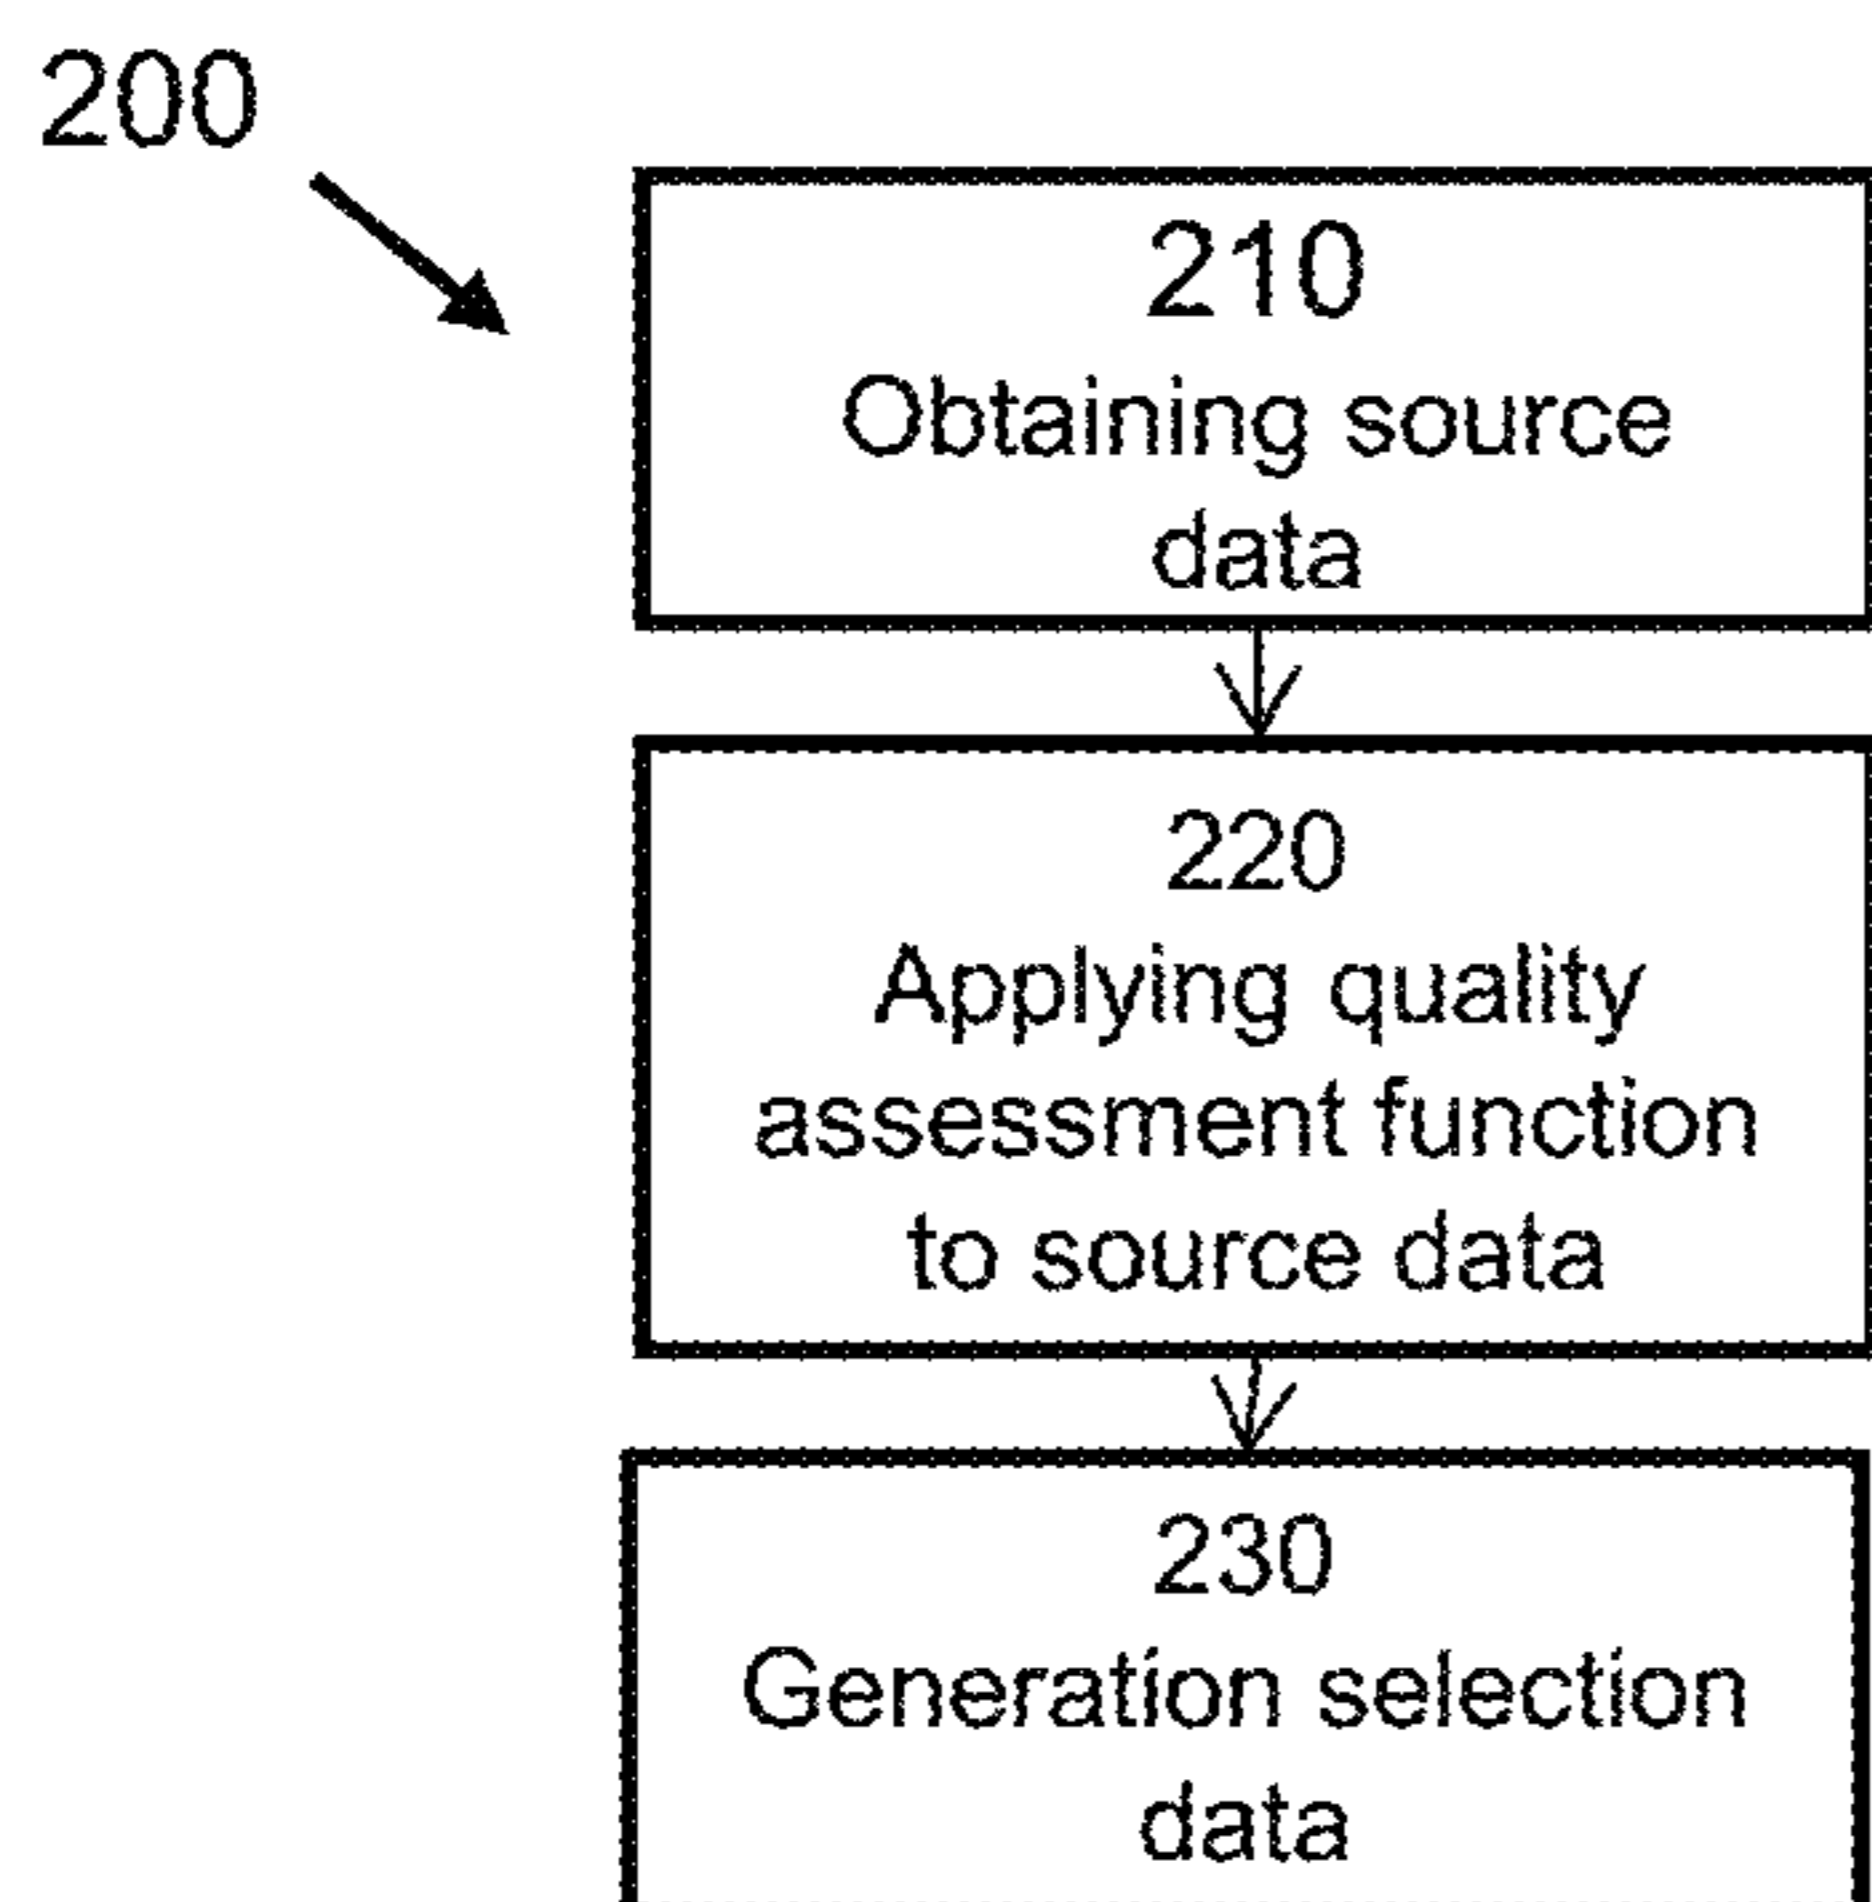 200
210
Obtaining source
data
220
Applying quality
assessment function
to source data
230
Generation selection
data